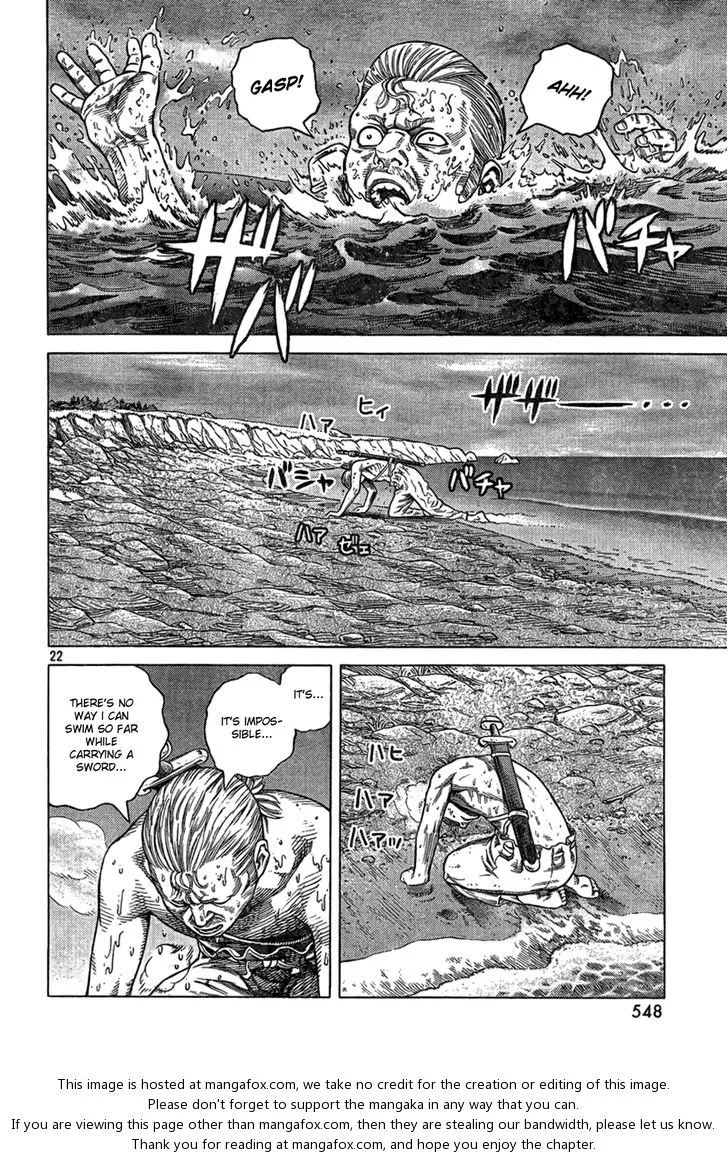 GASP!
AHH!
ザバ
バチャ
ザザ―――・・・
ヒィ
ハァ
バシャ
バチャ
ハァ
ゼェ
22
IT'S...
IT'S IMPOS-
SIBLE...
THERE'S NO
WAY I CAN
SWIM SO FAR
WHILE
CARRYING A
SWORD...
ハヒ
ハァ
ハァッ
548
This image is hosted at mangafox.com, we take no credit for the creation or editing of this image.
Please don't forget to support the mangaka in any way that you can.
If you are viewing this page other than mangafox.com, then they are stealing our bandwidth, please let us know.
Thank you for reading at mangafox.com, and hope you enjoy the chapter.